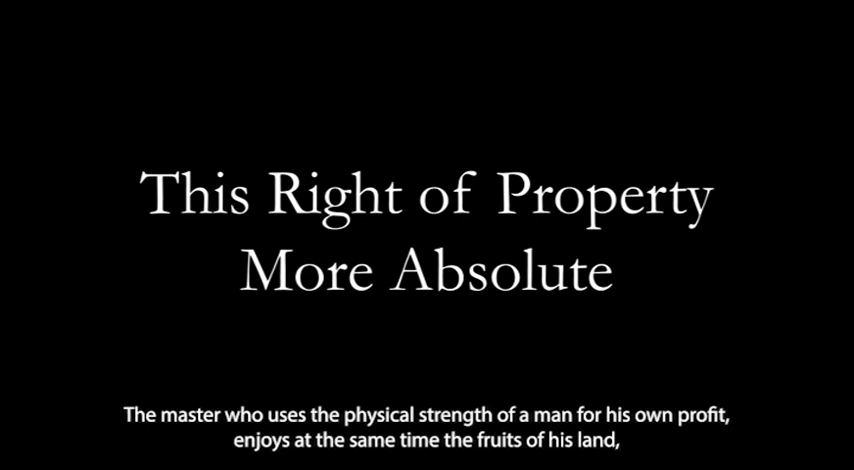 This Right of Property
More Absolute
The master who uses the physical strength of a man for his own profit,
enjoys at the same time the fruits of his land,